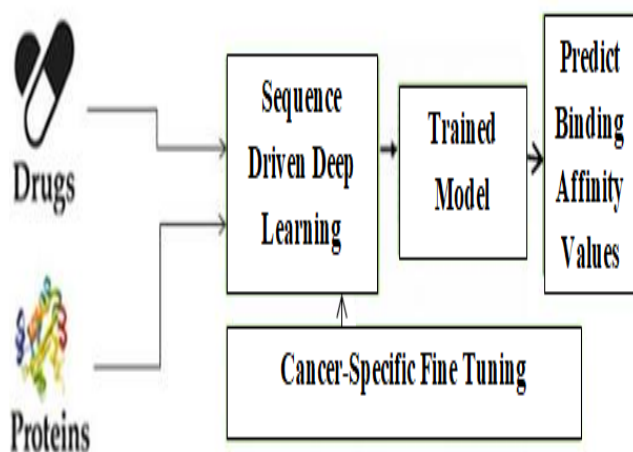 Drugs
Proteins
Sequence
Driven Deep
Learning
Trained
Model
Predict
Binding
Affinity
Values
Cancer-Specific Fine Tuning